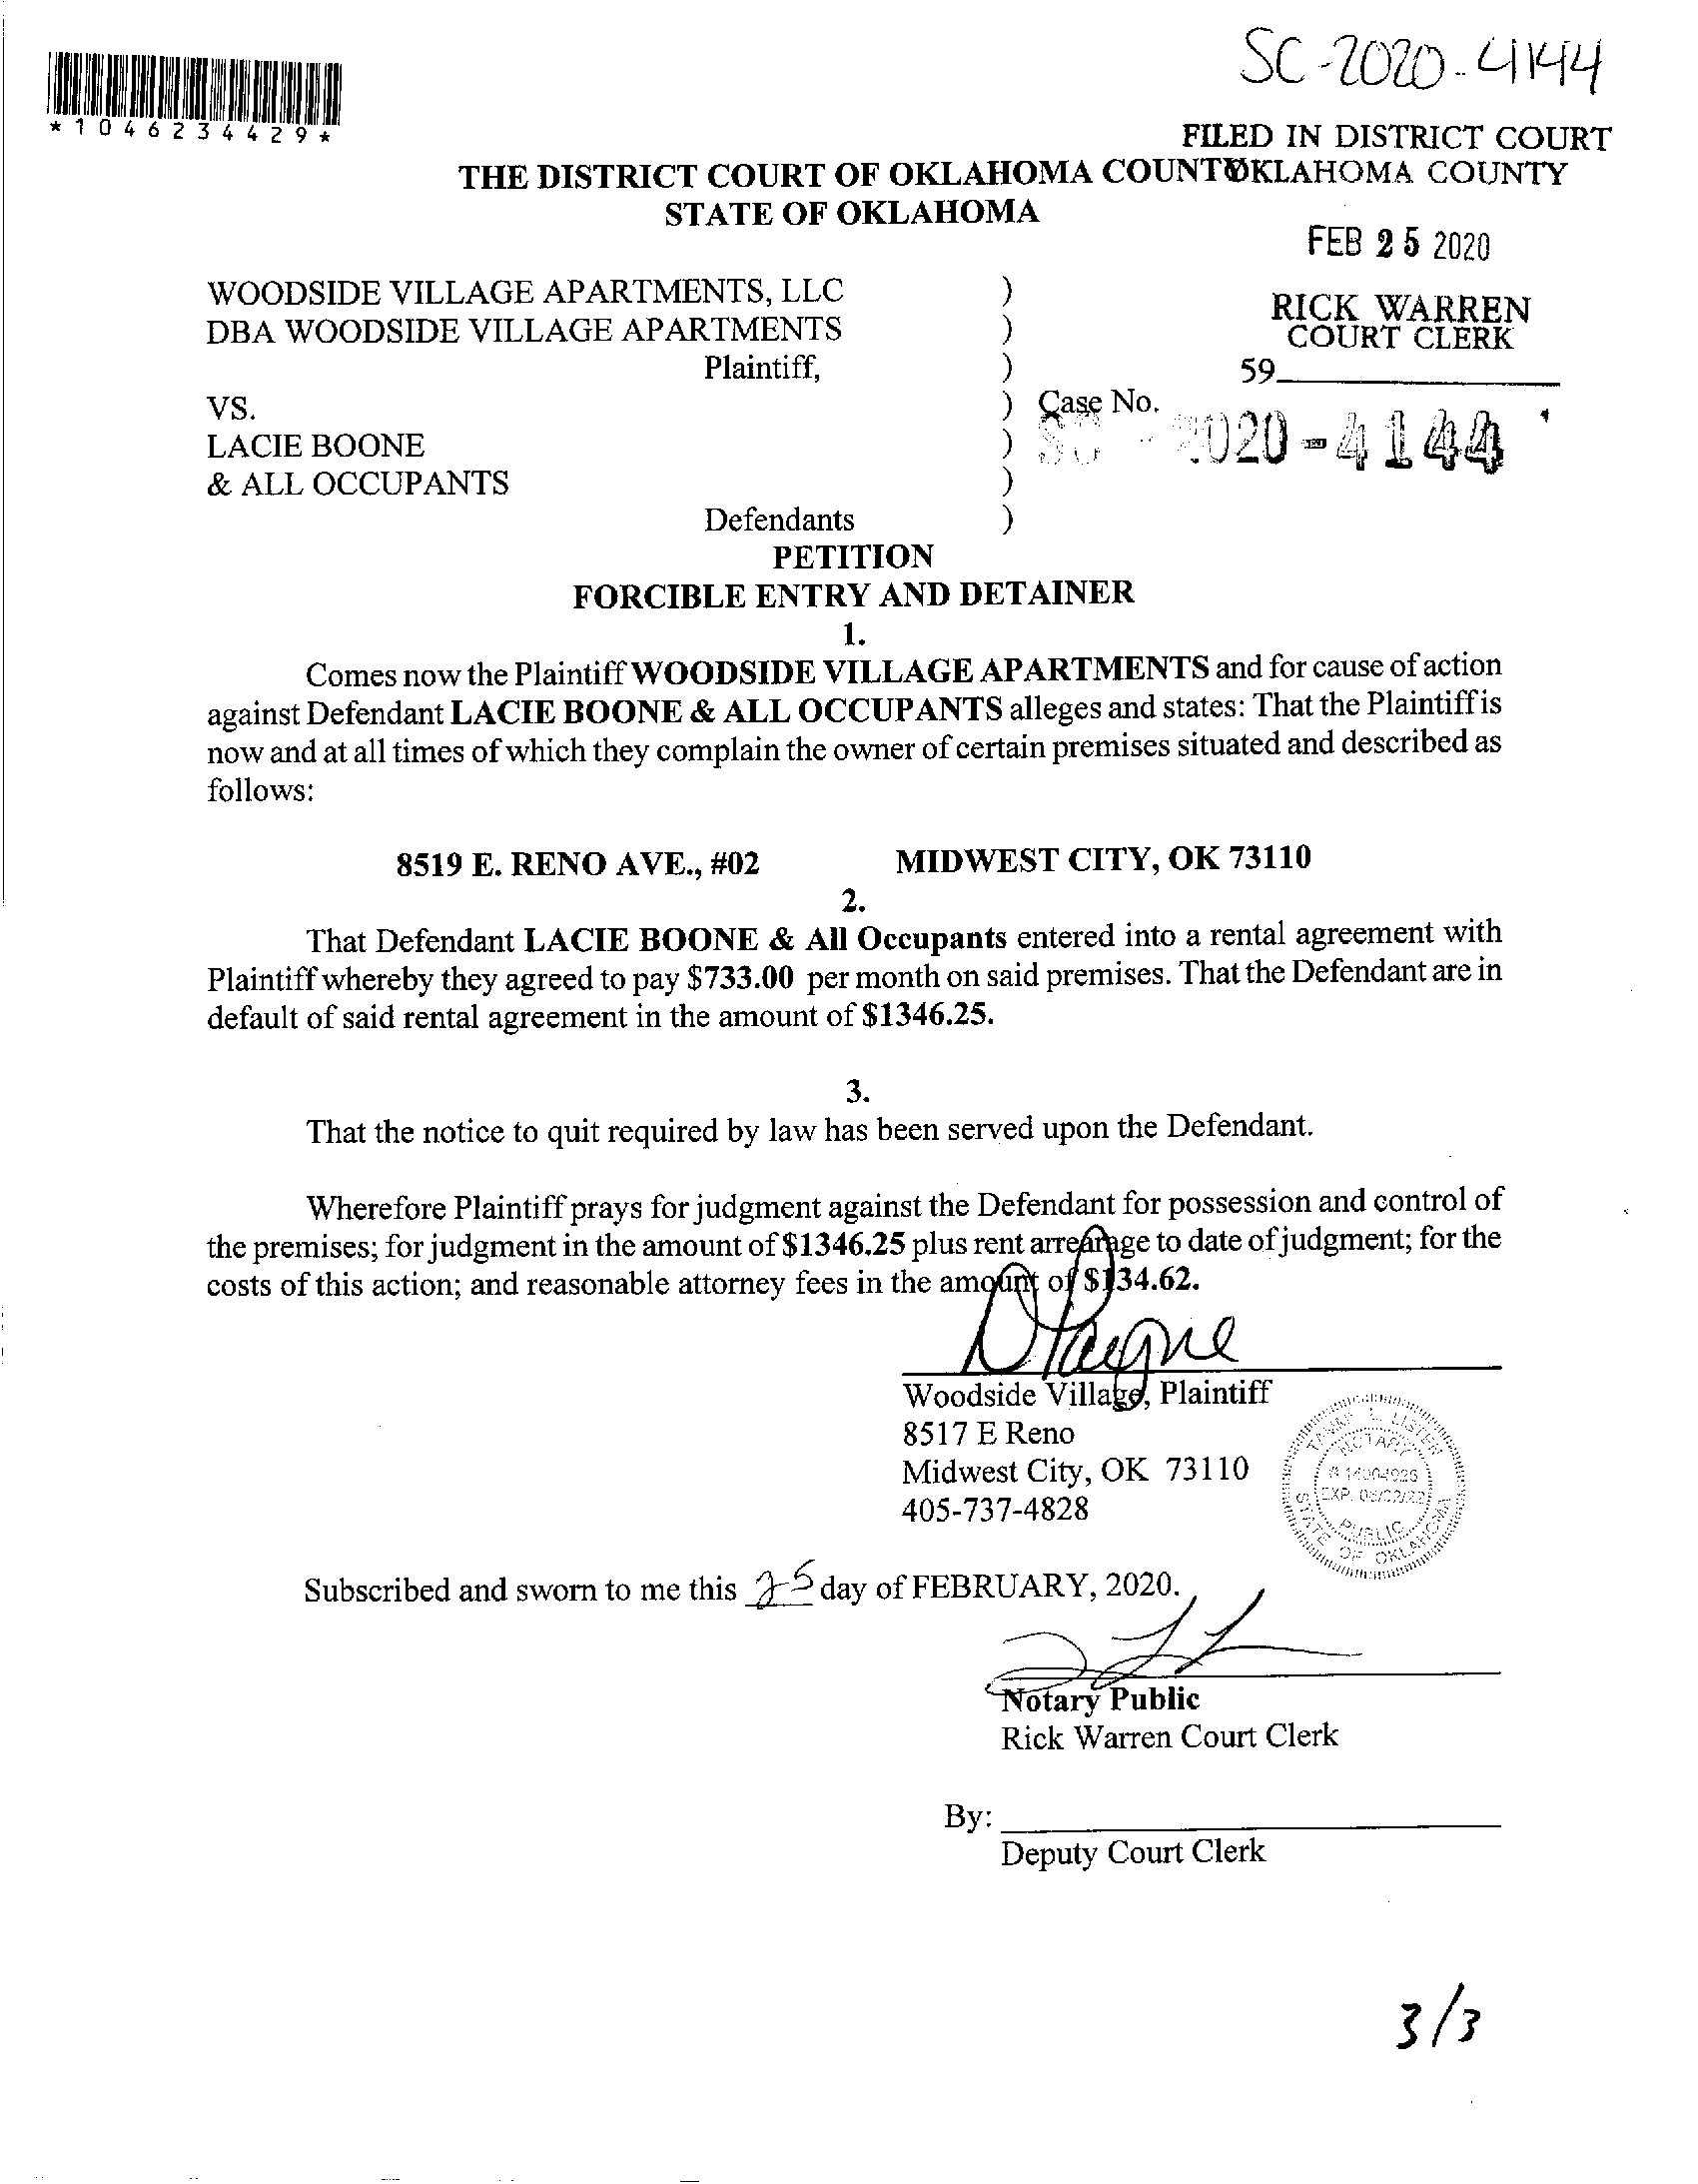 SC-2020-4144
*1046234429*
FILED IN DISTRICT COURT
OKLAHOMA COUNTY
THE DISTRICT COURT OF OKLAHOMA COUNTY
STATE OF OKLAHOMA
FEB 25 2020
RICK WARREN
COURT CLERK
59
WOODSIDE VILLAGE APARTMENTS, LLC )
DBA WOODSIDE VILLAGE APARTMENTS )
Plaintiff, )
VS. ) Case No.
LACIE BOONE ) SC - 2020-4144
& ALL OCCUPANTS )
Defendants )
PETITION
FORCIBLE ENTRY AND DETAINER
1.
Comes now the Plaintiff WOODSIDE VILLAGE APARTMENTS and for cause of action
against Defendant LACIE BOONE & ALL OCCUPANTS alleges and states: That the Plaintiff is
now and at all times of which they complain the owner of certain premises situated and described as
follows:
8519 E. RENO AVE., #02 MIDWEST CITY, OK 73110
2.
That Defendant LACIE BOONE & All Occupants entered into a rental agreement with
Plaintiff whereby they agreed to pay $733.00 per month on said premises. That the Defendant are in
default of said rental agreement in the amount of $1346.25.
3.
That the notice to quit required by law has been served upon the Defendant.
Wherefore Plaintiff prays for judgment against the Defendant for possession and control of
the premises; for judgment in the amount of $1346.25 plus rent arrearage to date of judgment; for the
costs of this action; and reasonable attorney fees in the amount of $134.62.
D Payne
Woodside Village, Plaintiff
8517 E Reno
Midwest City, OK 73110
405-737-4828
L. LISTER
NOTARY
# 14004926
PUBLIC
STATE OF OKLAHOMA
Subscribed and sworn to me this 25 day of FEBRUARY, 2020.
Notary Public
Rick Warren Court Clerk
By:
Deputy Court Clerk
3/3